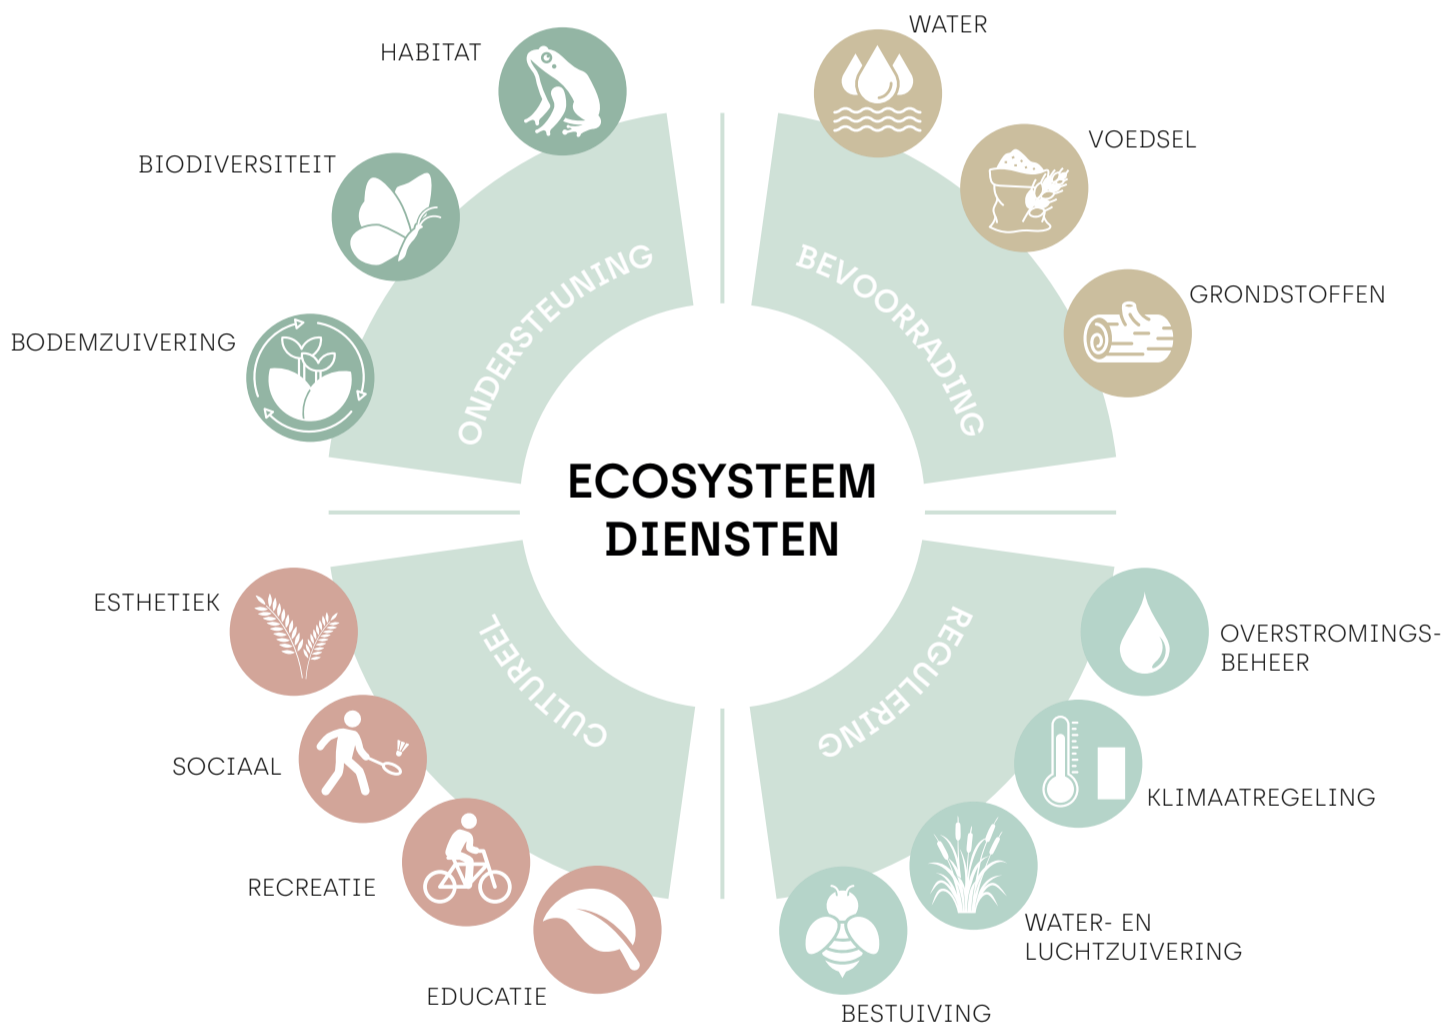 HABITAT
BIODIVERSITEIT
BODEMZUIVERING
ONDERSTEUNING
WATER
VOEDSEL
GRONDSTOFFEN
BEVOORRADING
ECOSYSTEEM
DIENSTEN
ESTHETIEK
SOCIAAL
RECREATIE
EDUCATIE
CULTUREEL
REGULERING
OVERSTROMINGS-
BEHEER
KLIMAATREGELING
WATER- EN
LUCHTZUIVERING
BESTUIVING